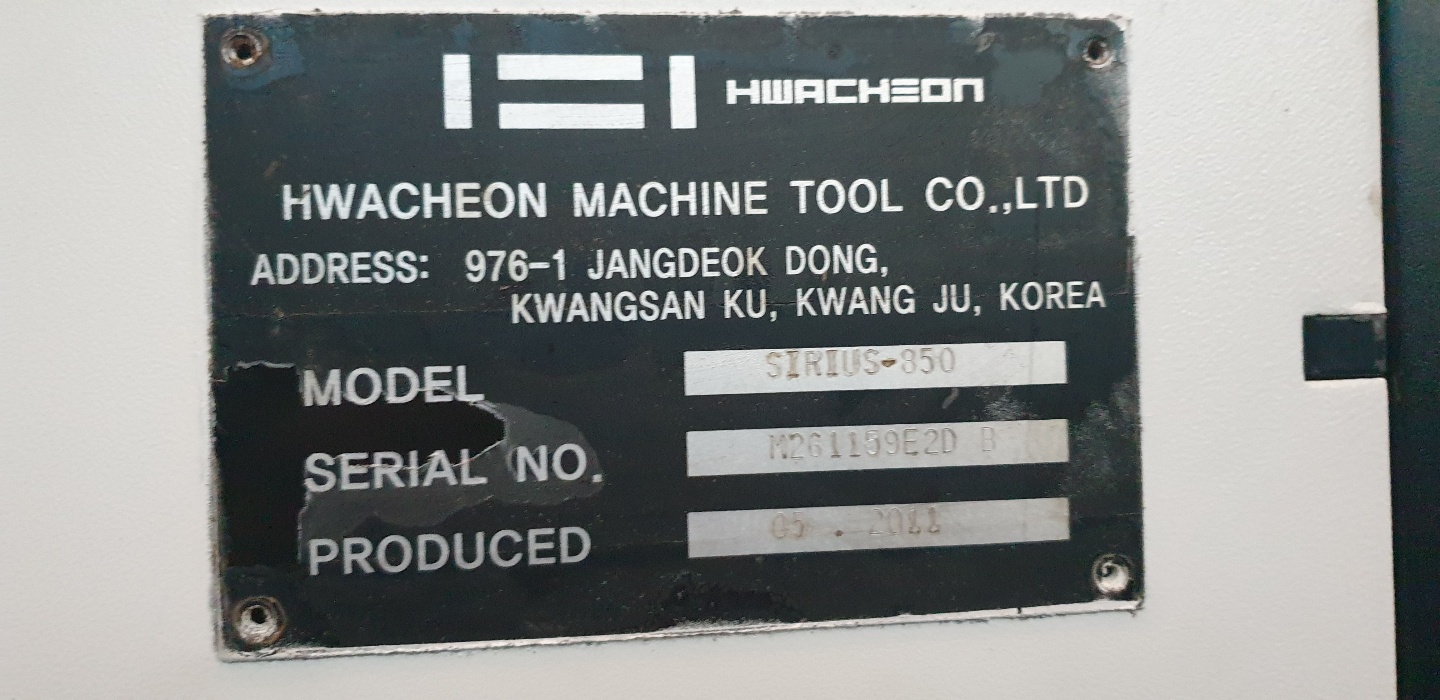 HWACHEON
HWACHEON MACHINE TOOL CO.,LTD
ADDRESS: 976-1 JANGDEOK DONG,
KWANGSAN KU, KWANG JU, KOREA
MODEL SIRIUS-850
SERIAL NO. M261159E2D B
PRODUCED 05 . 2011